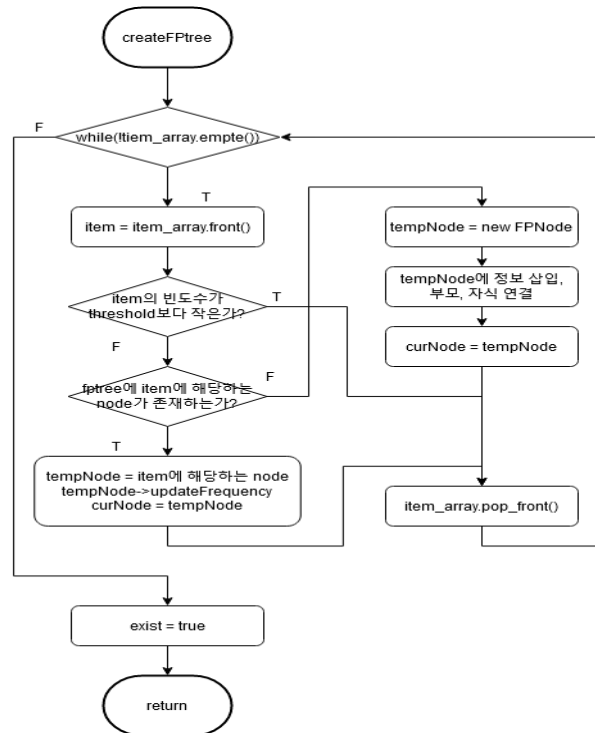 createFPtree
F
while(!tiem_array.empte())
T
item = item_array.front()
item의 빈도수가
threshold보다 작은가?
T
F
fptree에 item에 해당하는
node가 존재하는가?
F
T
tempNode = item에 해당하는 node
tempNode->updateFrequency
curNode = tempNode
tempNode = new FPNode
tempNode에 정보 삽입,
부모, 자식 연결
curNode = tempNode
item_array.pop_front()
exist = true
return